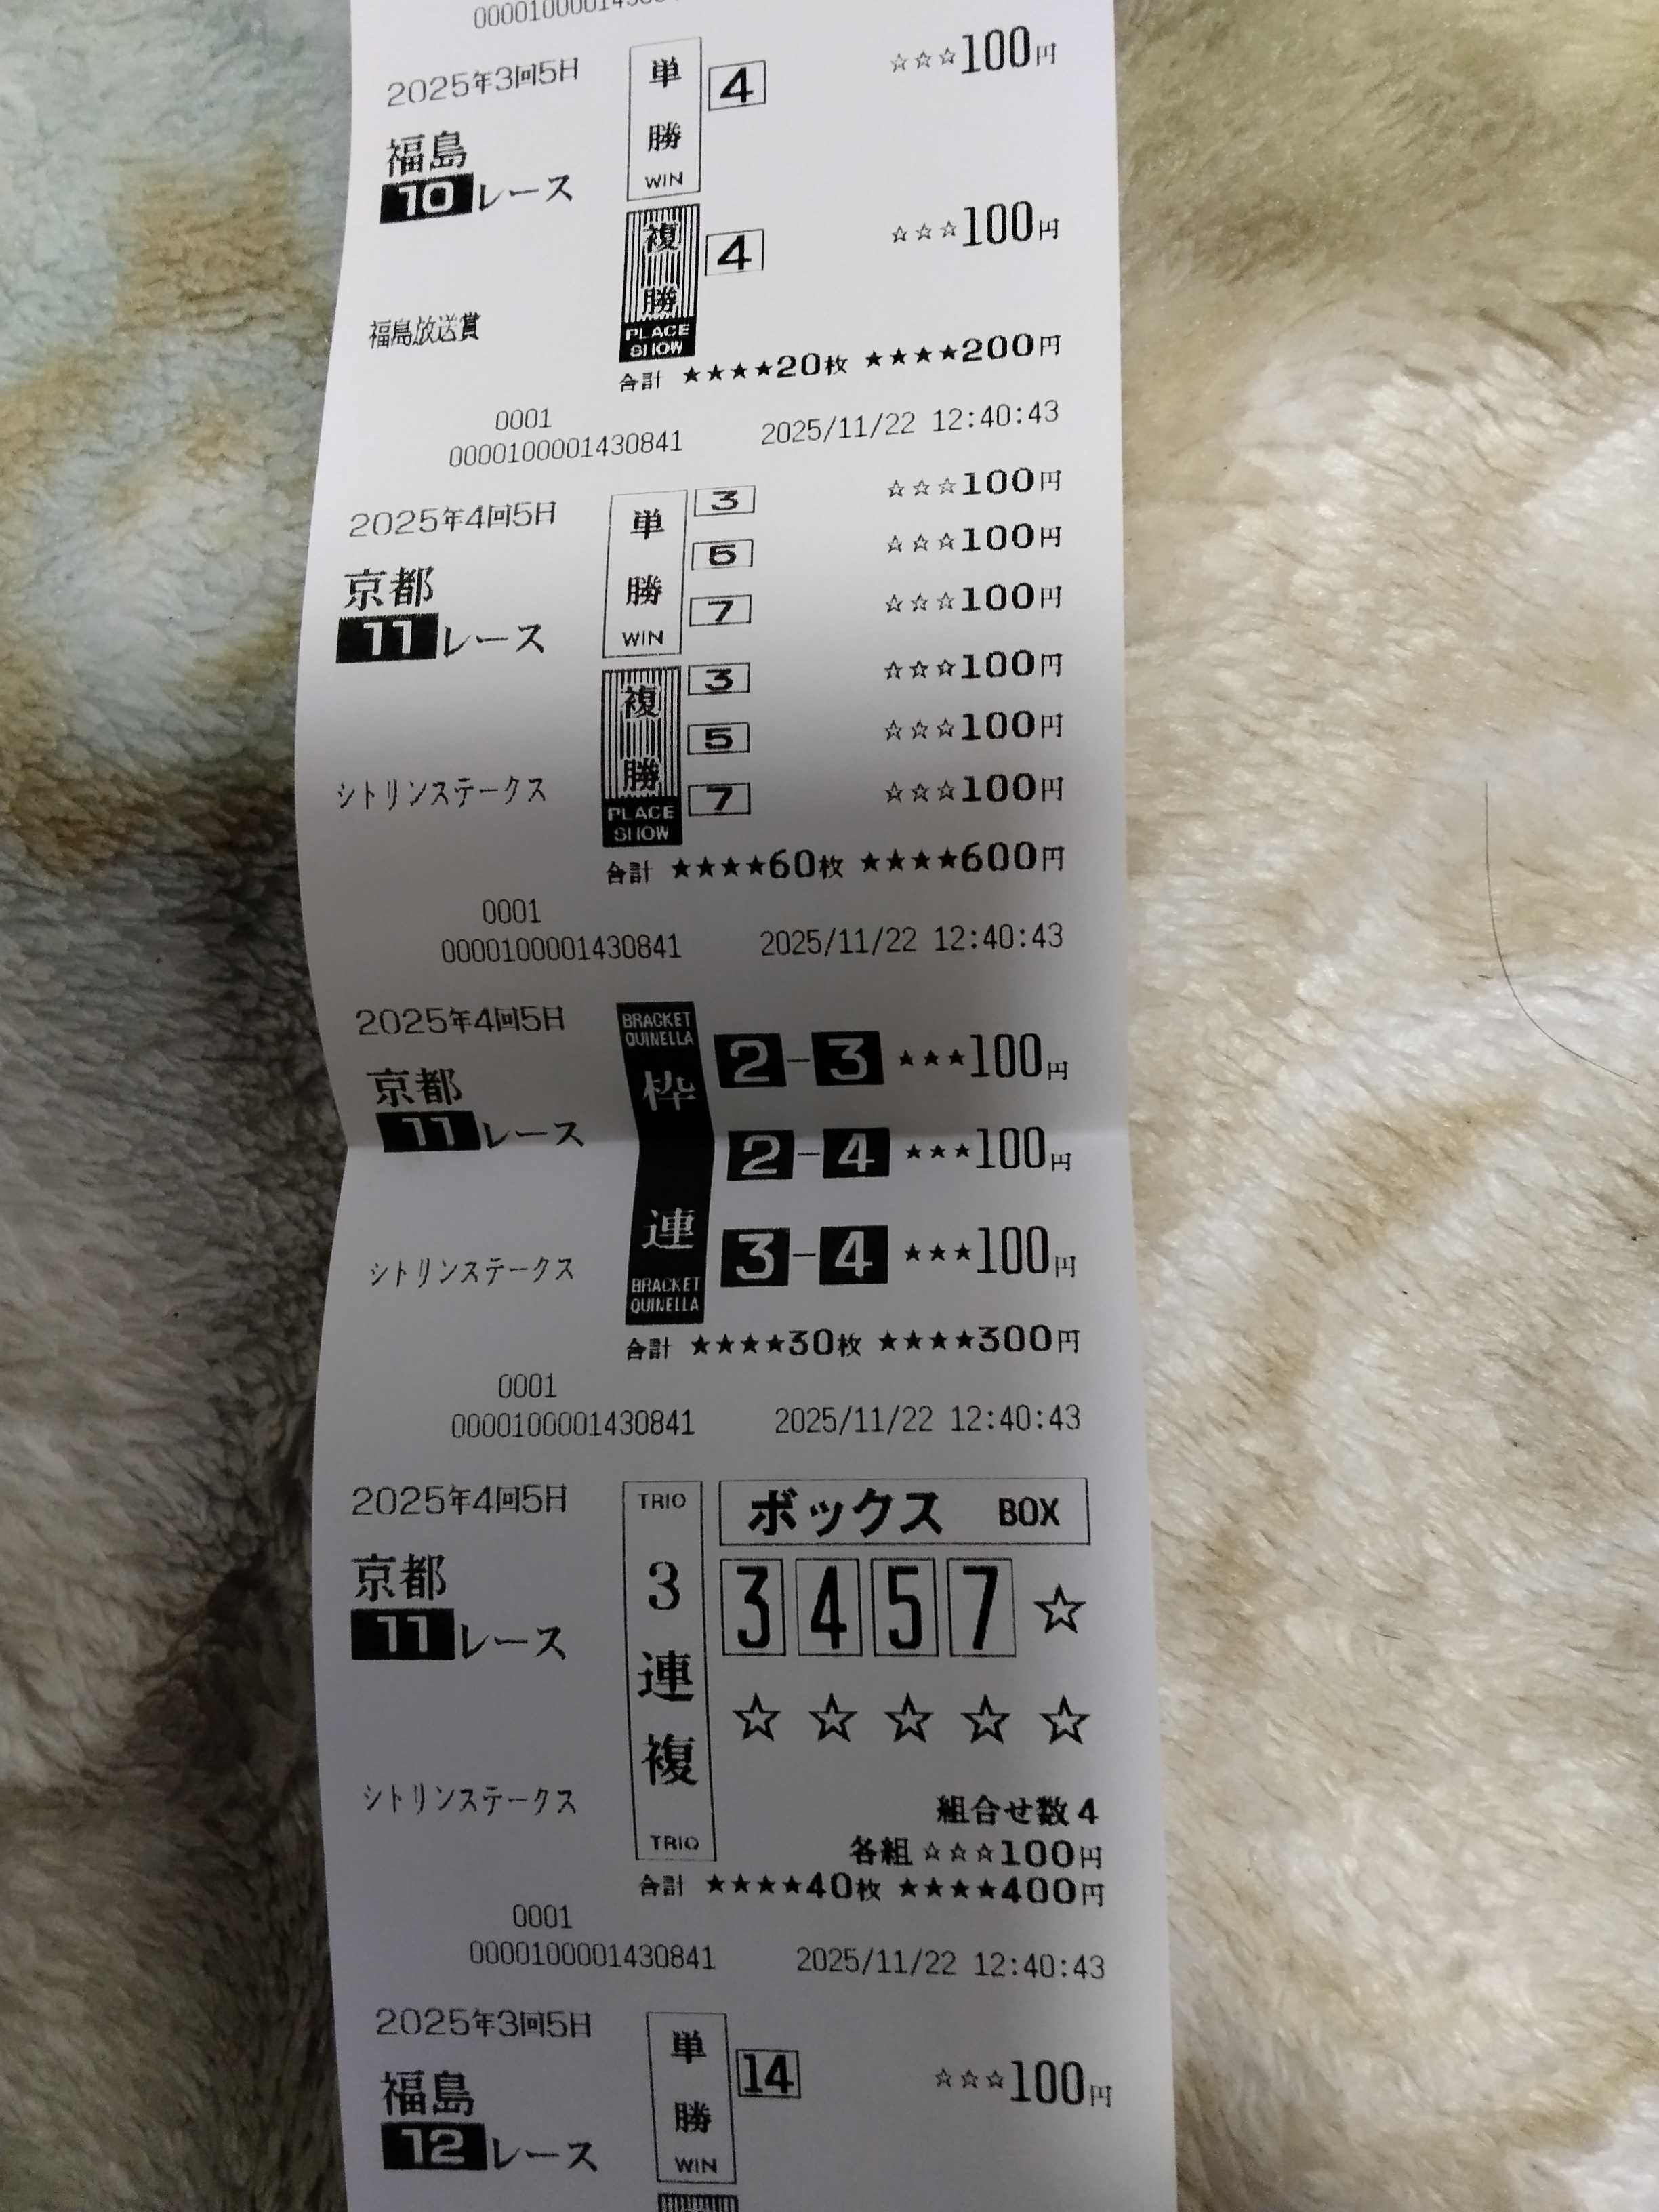 2025年3回5日
福島
10レース
福島放送賞
単勝
WIN
4 ☆☆☆100円
複勝
PLACE
SHOW
4 ☆☆☆100円
合計 ★★★★20枚 ★★★★200円
0001
0000100001430841 2025/11/22 12:40:43
2025年4回5日
京都
11レース
シトリンステークス
単勝
WIN
3 ☆☆☆100円
5 ☆☆☆100円
7 ☆☆☆100円
複勝
PLACE
SHOW
3 ☆☆☆100円
5 ☆☆☆100円
7 ☆☆☆100円
合計 ★★★★60枚 ★★★★600円
0001
0000100001430841 2025/11/22 12:40:43
2025年4回5日
京都
11レース
シトリンステークス
BRACKET
QUINELLA
枠連
BRACKET
QUINELLA
2-3 ★★★100円
2-4 ★★★100円
3-4 ★★★100円
合計 ★★★★30枚 ★★★★300円
0001
0000100001430841 2025/11/22 12:40:43
2025年4回5日
京都
11レース
シトリンステークス
TRIO
3連複
TRIO
ボックス BOX
3 4 5 7 ☆
☆ ☆ ☆ ☆ ☆
組合せ数 4
各組 ☆☆☆100円
合計 ★★★★40枚 ★★★★400円
0001
0000100001430841 2025/11/22 12:40:43
2025年3回5日
福島
12レース
単勝
WIN
14 ☆☆☆100円